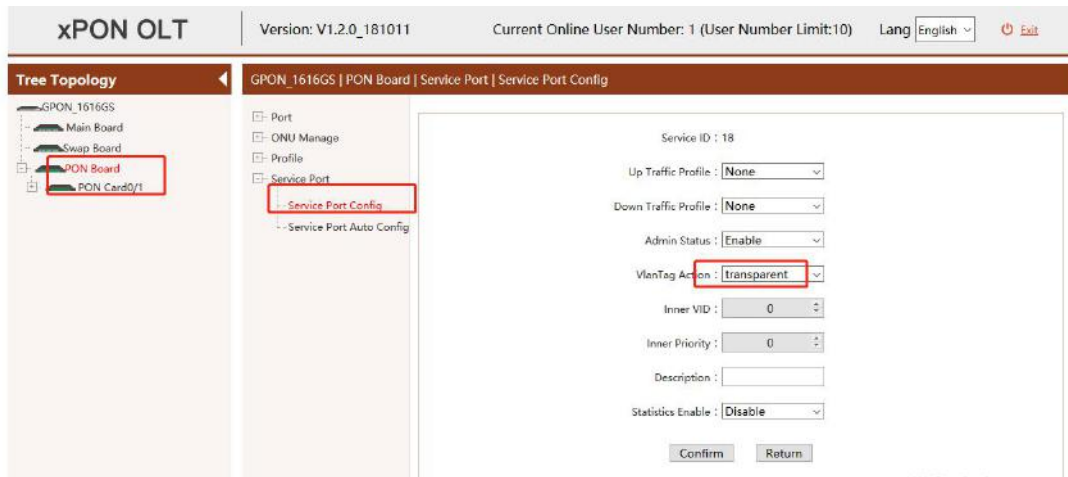 xPON OLT
Version: V1.2.0_181011
Current Online User Number: 1 (User Number Limit:10)
Lang English
Exit
Tree Topology
GPON_1616GS | PON Board | Service Port | Service Port Config
GPON_1616GS
Main Board
Swap Board
PON Board
PON Card0/1
Port
ONU Manage
Profile
Service Port
Service Port Config
Service Port Auto Config
Service ID : 18
Up Traffic Profile : None
Down Traffic Profile : None
Admin Status : Enable
VlanTag Action : transparent
Inner VID : 0
Inner Priority : 0
Description :
Statistics Enable : Disable
Confirm Return